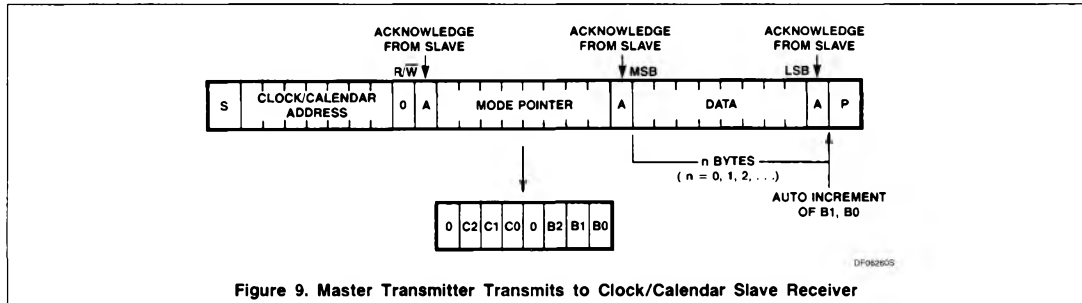 ACKNOWLEDGE FROM SLAVE
ACKNOWLEDGE FROM SLAVE
ACKNOWLEDGE FROM SLAVE
R/W̅ MSB LSB
S CLOCK/CALENDAR ADDRESS 0 A MODE POINTER A DATA A P
n BYTES
( n = 0, 1, 2, . . .)
AUTO INCREMENT
OF B1, B0
0 C2 C1 C0 0 B2 B1 B0
DF06260S
Figure 9. Master Transmitter Transmits to Clock/Calendar Slave Receiver